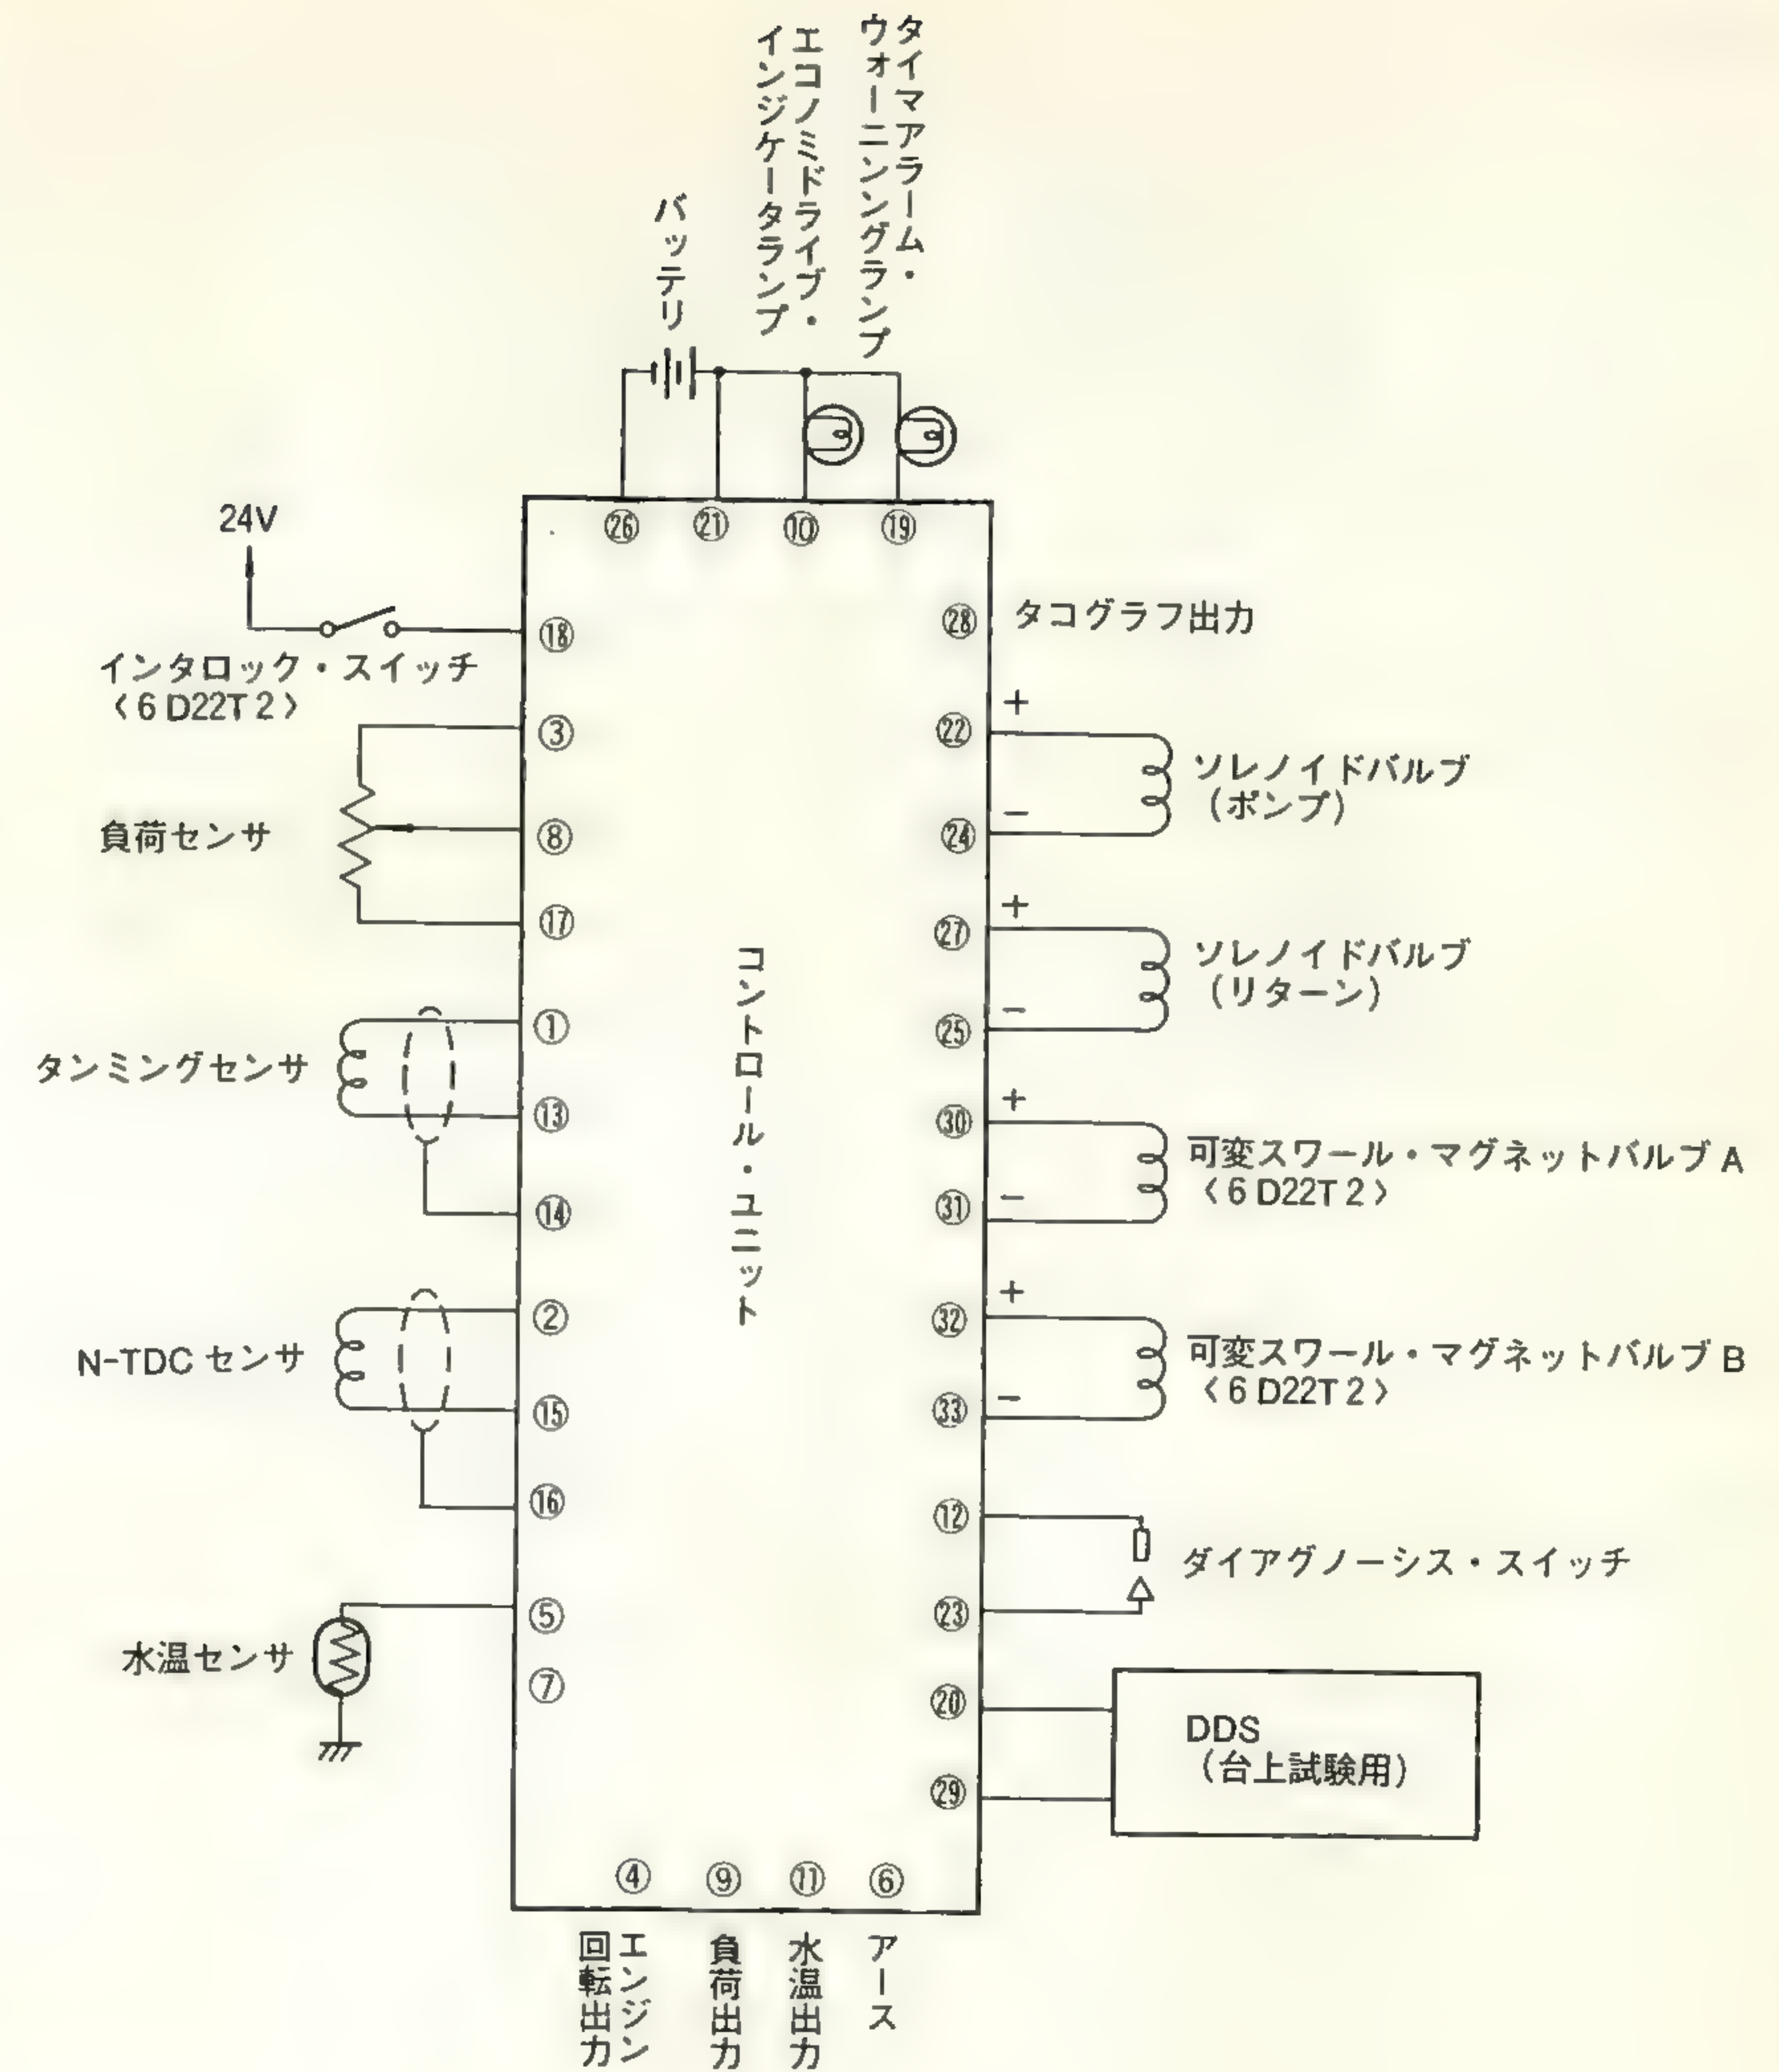 タイマアラーム・
ウォーニングランプ
エコノミドライブ・
インジケータランプ
バッテリ
24V
㉖
㉑
⑩
⑲
⑱
インタロック・スイッチ
〈6D22T2〉
③
負荷センサ
⑧
⑰
①
タンミングセンサ
⑬
⑭
②
N-TDCセンサ
⑮
⑯
⑤
水温センサ
⑦
コントロール・ユニット
㉘
タコグラフ出力
+
㉒
ソレノイドバルブ
(ポンプ)
−
㉔
+
㉗
ソレノイドバルブ
(リターン)
−
㉕
+
㉚
可変スワール・マグネットバルブA
〈6D22T2〉
−
㉛
+
㉜
可変スワール・マグネットバルブB
〈6D22T2〉
−
㉝
⑫
ダイアグノーシス・スイッチ
㉓
⑳
DDS
(台上試験用)
㉙
④
⑨
⑪
⑥
エンジン
回転出力
負荷出力
水温出力
アース